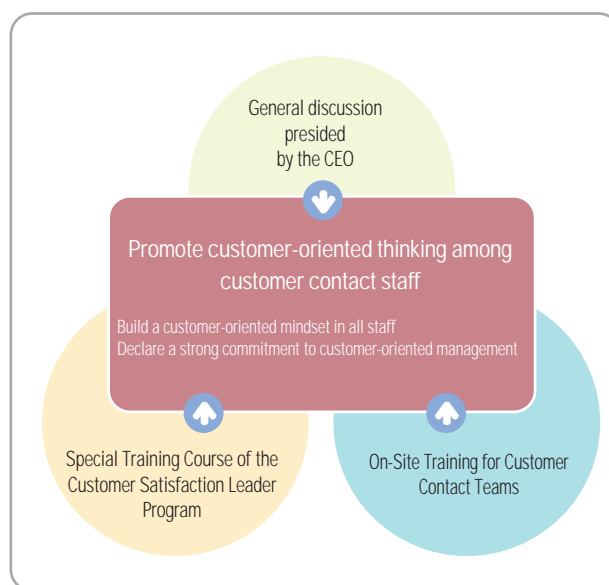 General discussion
presided
by the CEO
Promote customer-oriented thinking among
customer contact staff
Build a customer-oriented mindset in all staff
Declare a strong commitment to customer-oriented management
Special Training Course of the
Customer Satisfaction Leader
Program
On-Site Training for Customer
Contact Teams